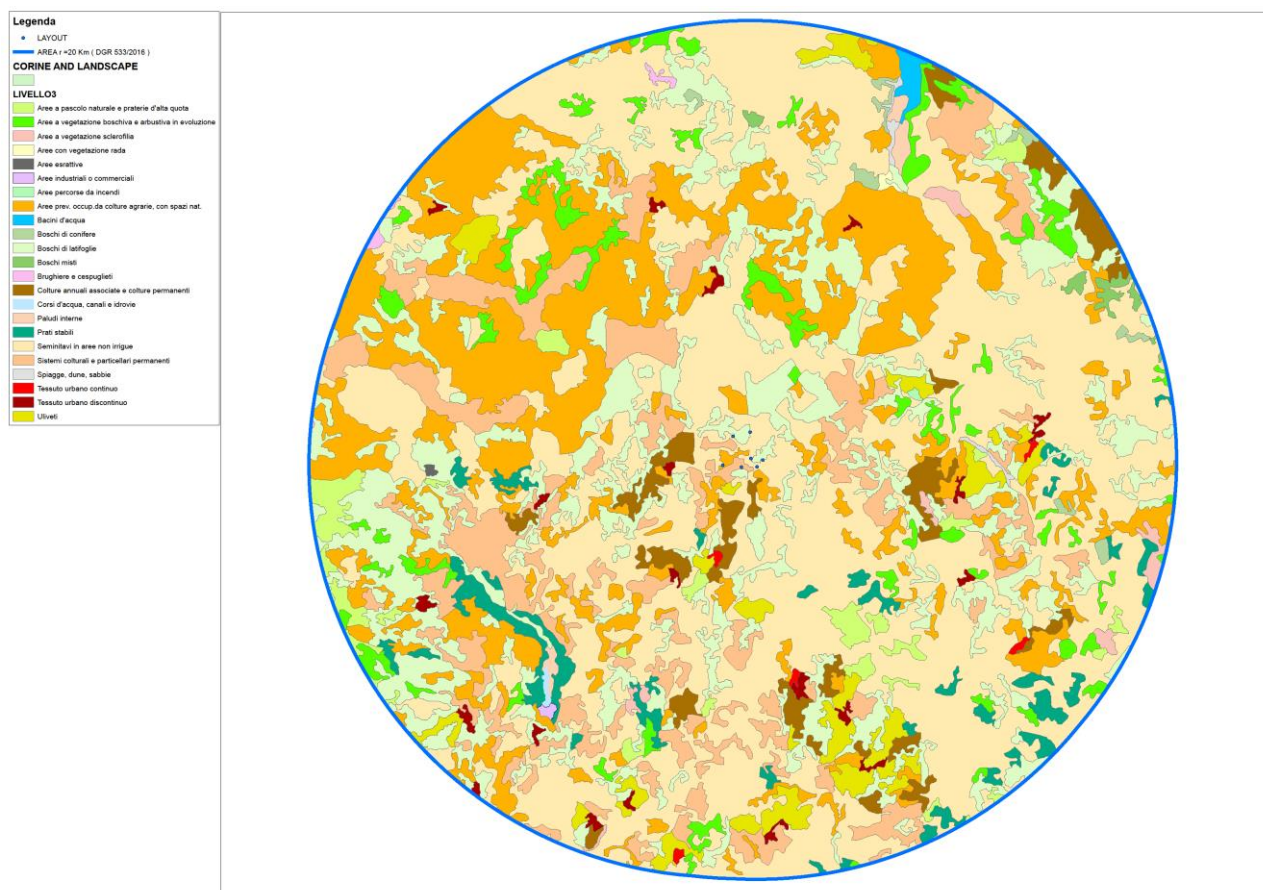 Legenda
LAYOUT
AREA r =20 Km ( DGR 533/2016 )
CORINE AND LANDSCAPE
LIVELLO3
Aree a pascolo naturale e praterie d'alta quota
Aree a vegetazione boschiva e arbustiva in evoluzione
Aree a vegetazione sclerofilia
Aree con vegetazione rada
Aree esrattive
Aree industriali o commerciali
Aree percorse da incendi
Aree prev. occup.da colture agrarie, con spazi nat.
Bacini d'acqua
Boschi di conifere
Boschi di latifoglie
Boschi misti
Brughiere e cespuglieti
Colture annuali associate e colture permanenti
Corsi d'acqua, canali e idrovie
Paludi interne
Prati stabili
Seminitavi in aree non irrigue
Sistemi colturali e particellari permanenti
Spiagge, dune, sabbie
Tessuto urbano continuo
Tessuto urbano discontinuo
Uliveti